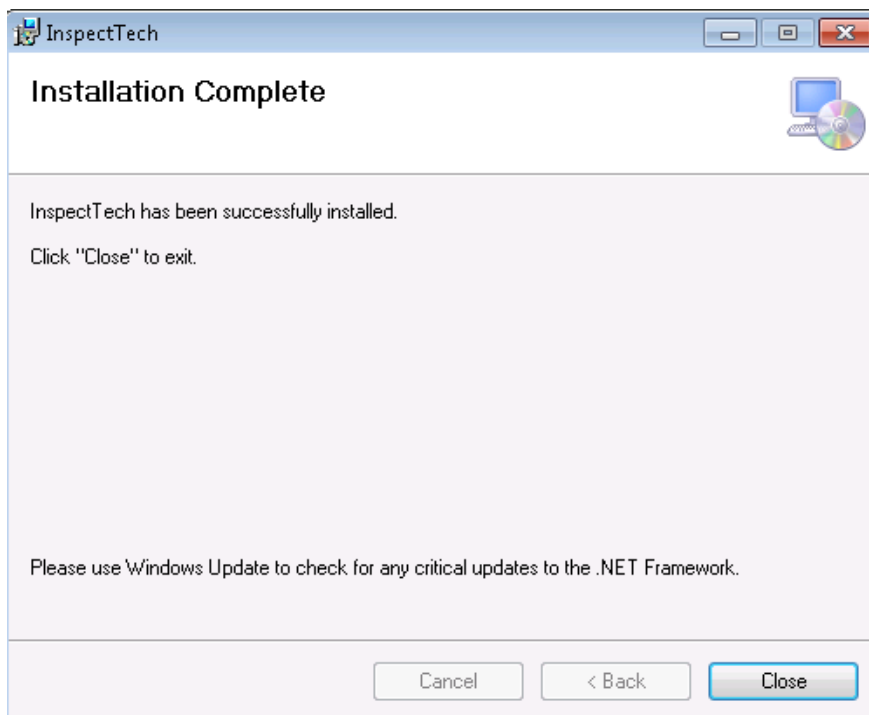 InspectTech
Installation Complete
InspectTech has been successfully installed.
Click "Close" to exit.
Please use Windows Update to check for any critical updates to the .NET Framework.
Cancel
< Back
Close